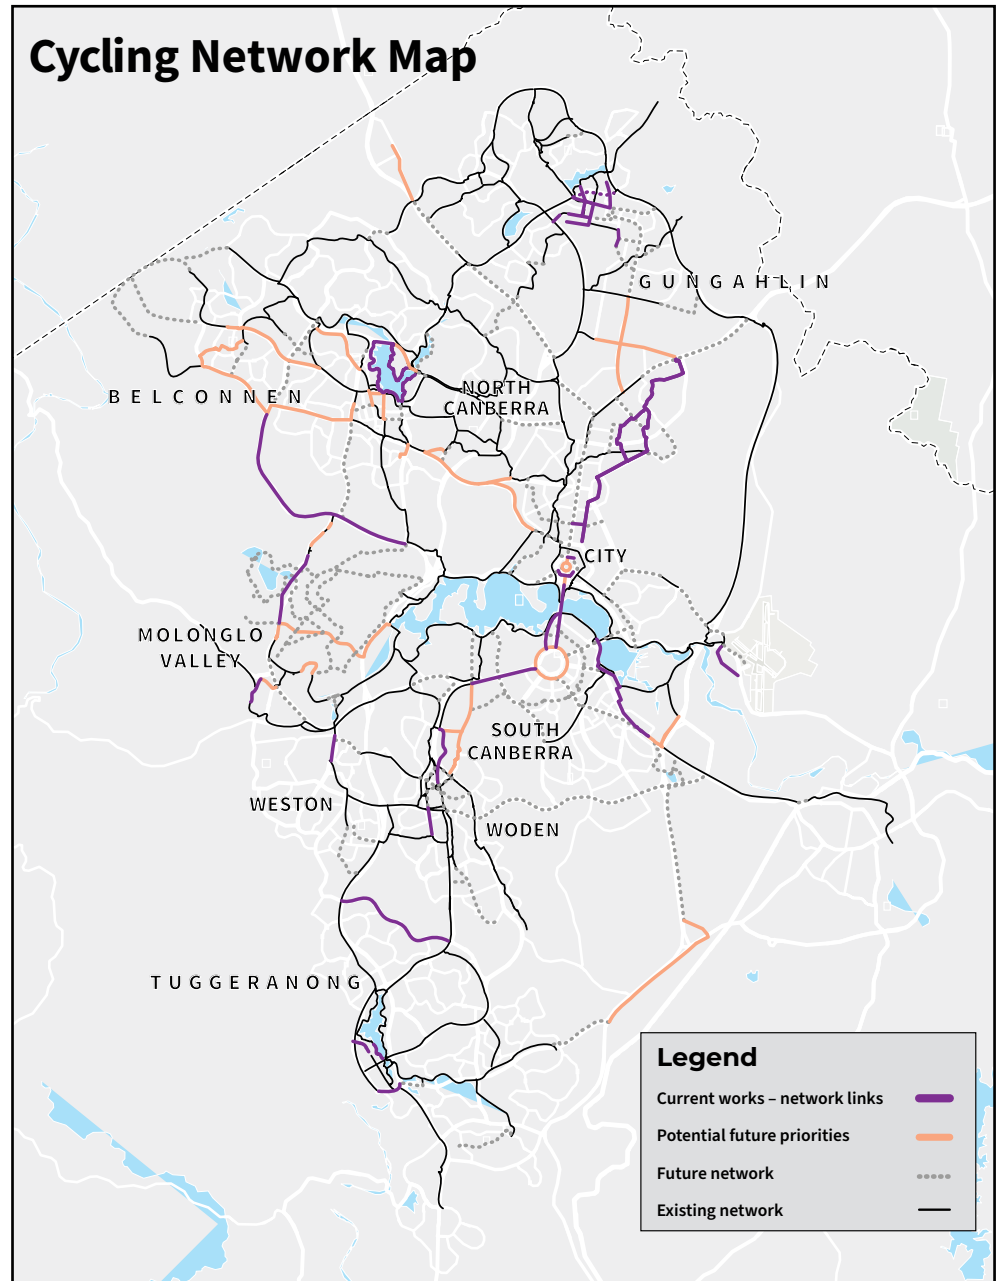 Cycling Network Map
GUNGAHLIN
BELCONNEN
NORTH
CANBERRA
CITY
MOLONGLO
VALLEY
SOUTH
CANBERRA
WESTON
WODEN
TUGGERANONG
Legend
Current works – network links
Potential future priorities
Future network
Existing network